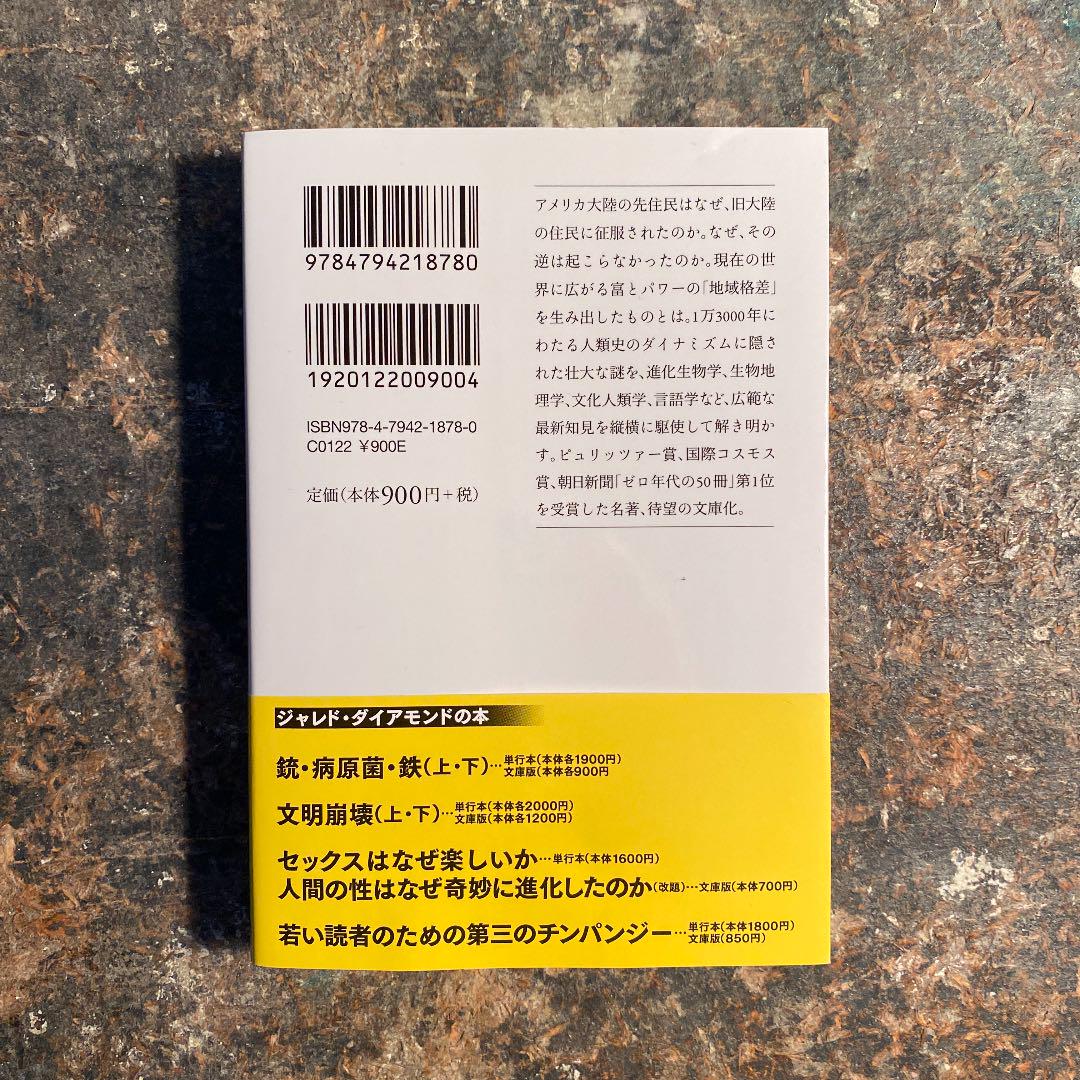 9784794218780
1920122009004
ISBN978-4-7942-1878-0
C0122 ¥900E
定価(本体900円+税)
アメリカ大陸の先住民はなぜ、旧大陸
の住民に征服されたのか。なぜ、その
逆は起こらなかったのか。現在の世
界に広がる富とパワーの「地域格差」
を生み出したものとは。1万3000年に
わたる人類史のダイナミズムに隠さ
れた壮大な謎を、進化生物学、生物地
理学、文化人類学、言語学など、広範な
最新知見を縦横に駆使して解き明か
す。ピュリッツァー賞、国際コスモス
賞、朝日新聞「ゼロ年代の50冊」第1位
を受賞した名著、待望の文庫化。
ジャレド・ダイアモンドの本
銃・病原菌・鉄(上・下)…単行本(本体各1900円)
文庫版(本体各900円
文明崩壊(上・下)…単行本(本体各2000円)
文庫版(本体各1200円)
セックスはなぜ楽しいか…単行本(本体1600円)
人間の性はなぜ奇妙に進化したのか(改題)…文庫版(本体700円)
若い読者のための第三のチンパンジー…単行本(本体1800円)
文庫版(850円)